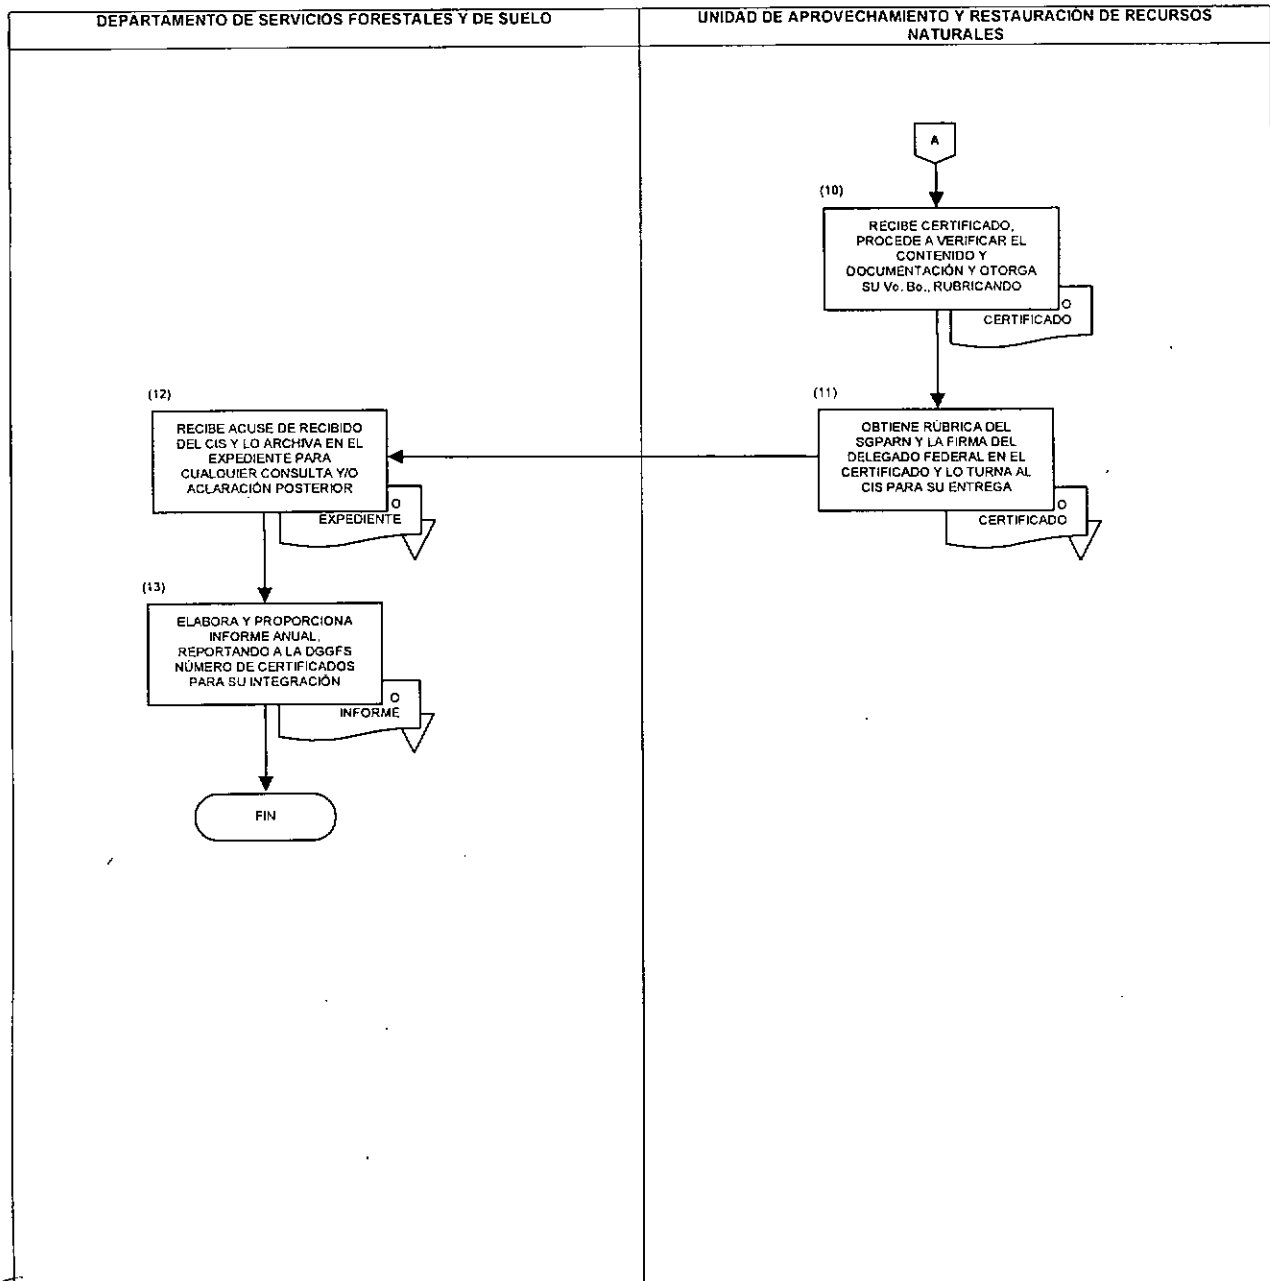 DEPARTAMENTO DE SERVICIOS FORESTALES Y DE SUELO
UNIDAD DE APROVECHAMIENTO Y RESTAURACIÓN DE RECURSOS
NATURALES
A
(10)
RECIBE CERTIFICADO,
PROCEDE A VERIFICAR EL
CONTENIDO Y
DOCUMENTACIÓN Y OTORGA
SU Vo. Bo., RUBRICANDO
O
CERTIFICADO
(11)
OBTIENE RÚBRICA DEL
SGPARN Y LA FIRMA DEL
DELEGADO FEDERAL EN EL
CERTIFICADO Y LO TURNA AL
CIS PARA SU ENTREGA
O
CERTIFICADO
(12)
RECIBE ACUSE DE RECIBIDO
DEL CIS Y LO ARCHIVA EN EL
EXPEDIENTE PARA
CUALQUIER CONSULTA Y/O
ACLARACIÓN POSTERIOR
O
EXPEDIENTE
(13)
ELABORA Y PROPORCIONA
INFORME ANUAL,
REPORTANDO A LA DGGFS
NÚMERO DE CERTIFICADOS
PARA SU INTEGRACIÓN
O
INFORME
FIN